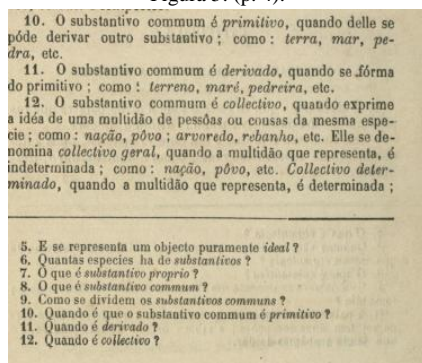 10. O substantivo commum é primitivo, quando delle se
póde derivar outro substantivo; como: terra, mar, pe-
dra, etc.
11. O substantivo commum é derivado, quando se fórma
do primitivo; como: terreno, maré, pedreira, etc.
12. O substantivo commum é collectivo, quando exprime
a idéa de uma multidão de pessôas ou cousas da mesma espe-
cie; como: nação, pôvo; arvoredo, rebanho, etc. Elle se de-
nomina collectivo geral, quando a multidão que representa, é
indeterminada; como: nação, pôvo, etc. Collectivo deter-
minado, quando a multidão que representa, é determinada;
5. E se representa um objecto puramente ideal?
6. Quantas especies ha de substantivos?
7. O que é substantivo proprio?
8. O que é substantivo commum?
9. Como se dividem os substantivos communs?
10. Quando é que o substantivo commum é primitivo?
11. Quando é derivado?
12. Quando é collectivo?